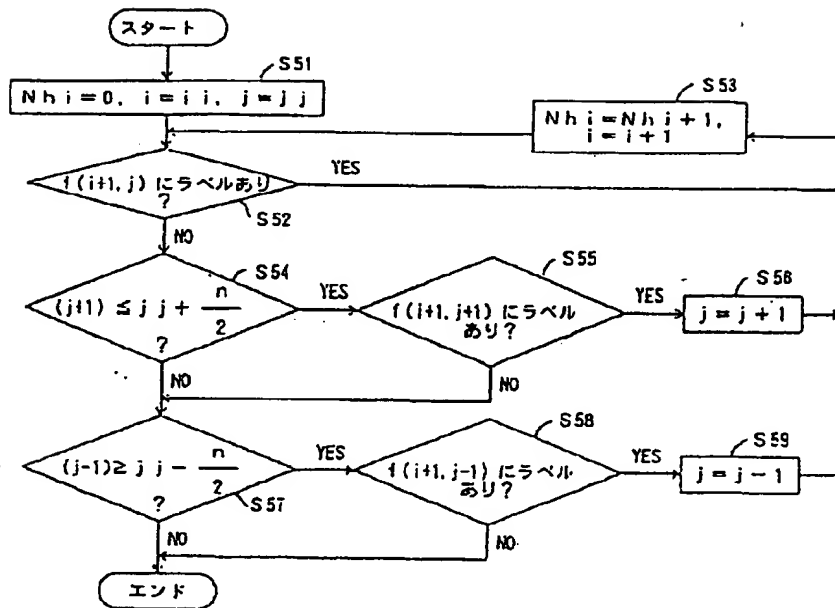 スタート
S51
Nhi=0, i=ii, j=jj
S53
Nhi=Nhi+1,
i=i+1
f(i+1,j)にラベルあり
?
YES
S52
NO
S54
(j+1)≤jj+n/2
?
YES
S55
f(i+1,j+1)にラベル
あり?
YES
S56
j=j+1
NO
NO
(j-1)≥jj-n/2
?
S57
YES
S58
f(i+1,j-1)にラベル
あり?
YES
S59
j=j-1
NO
NO
エンド